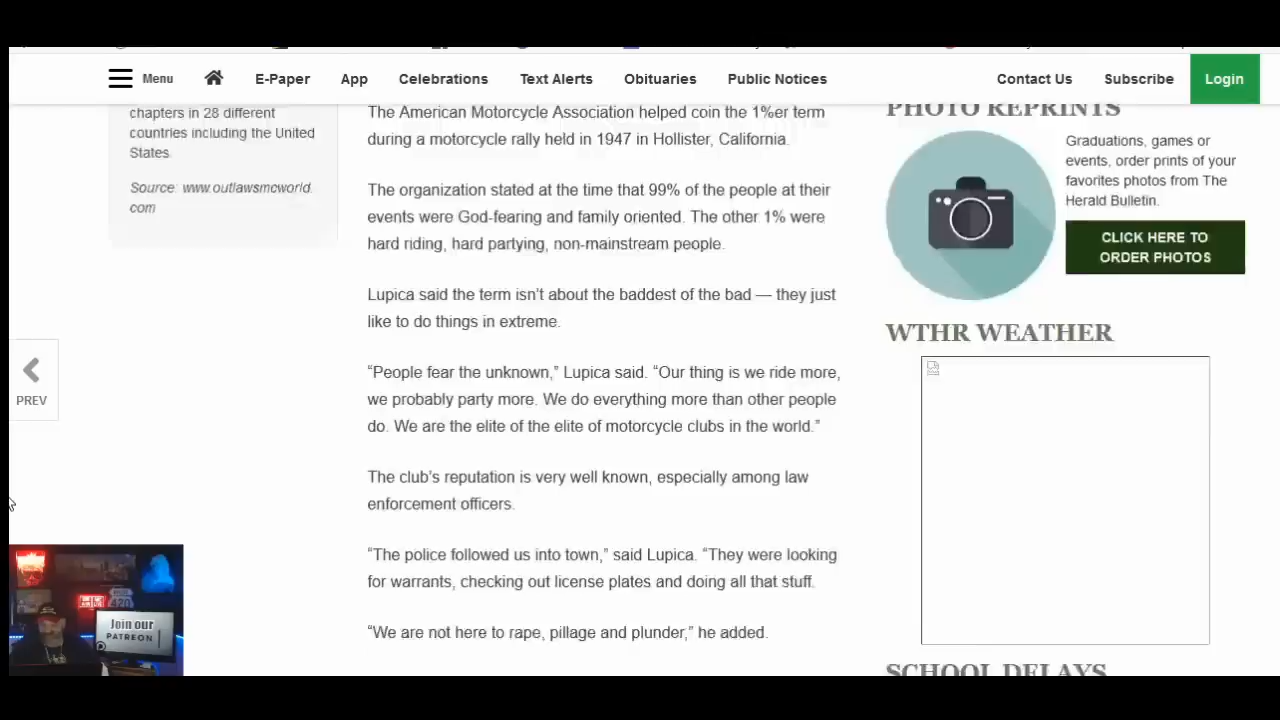 Menu E-Paper App Celebrations Text Alerts Obituaries Public Notices Contact Us Subscribe Login
chapters in 28 different
countries including the United
States.
Source: www.outlawsmcworld.
com
The American Motorcycle Association helped coin the 1%er term
during a motorcycle rally held in 1947 in Hollister, California.
The organization stated at the time that 99% of the people at their
events were God-fearing and family oriented. The other 1% were
hard riding, hard partying, non-mainstream people.
Lupica said the term isn’t about the baddest of the bad — they just
like to do things in extreme.
“People fear the unknown,” Lupica said. “Our thing is we ride more,
we probably party more. We do everything more than other people
do. We are the elite of the elite of motorcycle clubs in the world.”
The club’s reputation is very well known, especially among law
enforcement officers.
“The police followed us into town,” said Lupica. “They were looking
for warrants, checking out license plates and doing all that stuff.
“We are not here to rape, pillage and plunder,” he added.
PHOTO REPRINTS
Graduations, games or
events, order prints of your
favorites photos from The
Herald Bulletin.
CLICK HERE TO
ORDER PHOTOS
WTHR WEATHER
SCHOOL DELAYS
PREV
420
Join our
PATREON